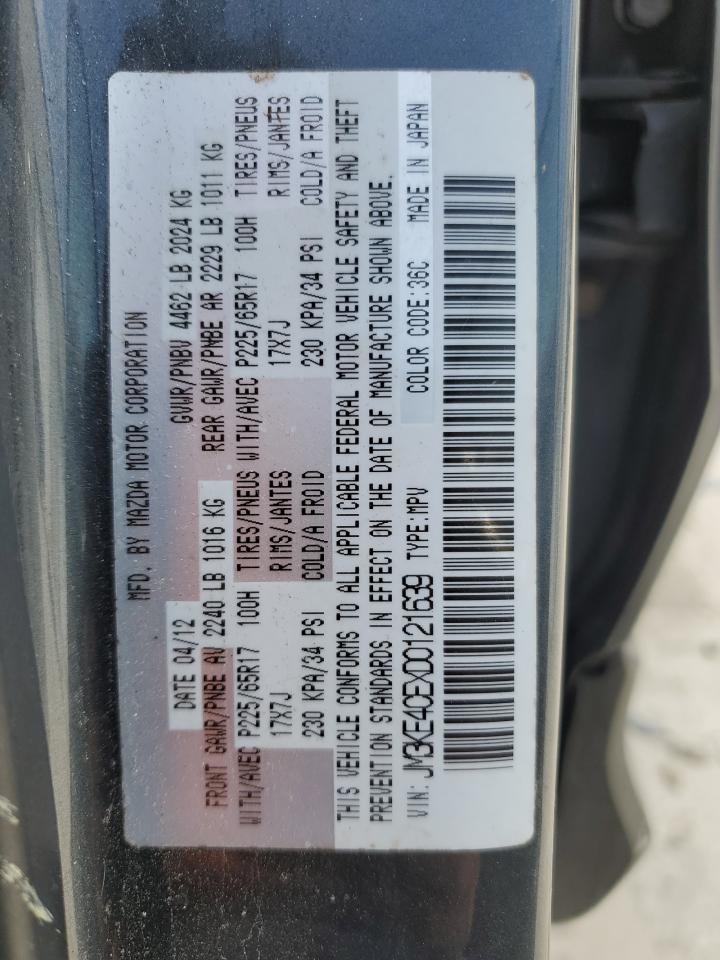 MFD. BY MAZDA MOTOR CORPORATION
DATE 04/12 GVWR/PNBV 4462 LB 2024 KG
FRONT GAWR/PNBE AV 2240 LB 1016 KG REAR GAWR/PNBE AR 2229 LB 1011 KG
WITH/AVEC P225/65R17 100H TIRES/PNEUS WITH/AVEC P225/65R17 100H TIRES/PNEUS
17X7J RIMS/JANTES 17X7J RIMS/JANTES
230 KPA/34 PSI COLD/A FROID 230 KPA/34 PSI COLD/A FROID
THIS VEHICLE CONFORMS TO ALL APPLICABLE FEDERAL MOTOR VEHICLE SAFETY AND THEFT
PREVENTION STANDARDS IN EFFECT ON THE DATE OF MANUFACTURE SHOWN ABOVE.
VIN: JM3KE4CEXD0121639 TYPE:MPV COLOR CODE:36C MADE IN JAPAN